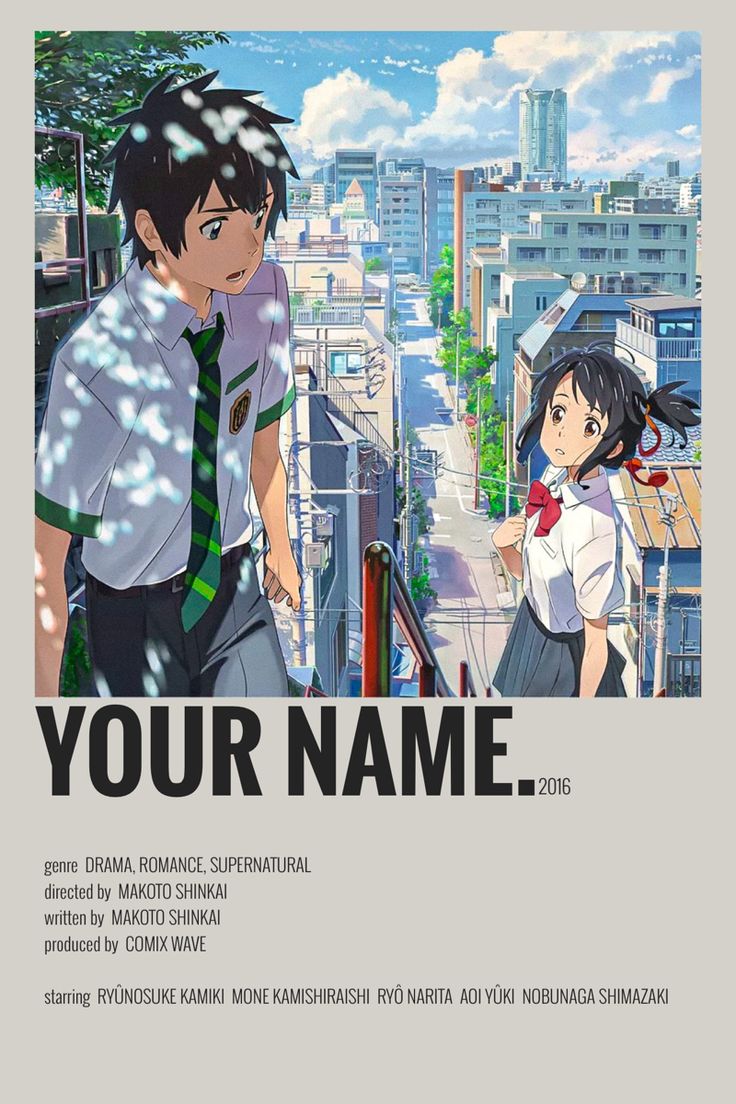 YOUR NAME. 2016
genre DRAMA, ROMANCE, SUPERNATURAL
directed by MAKOTO SHINKAI
written by MAKOTO SHINKAI
produced by COMIX WAVE
starring RYÛNOSUKE KAMIKI MONE KAMISHIRAISHI RYÔ NARITA AOI YÛKI NOBUNAGA SHIMAZAKI